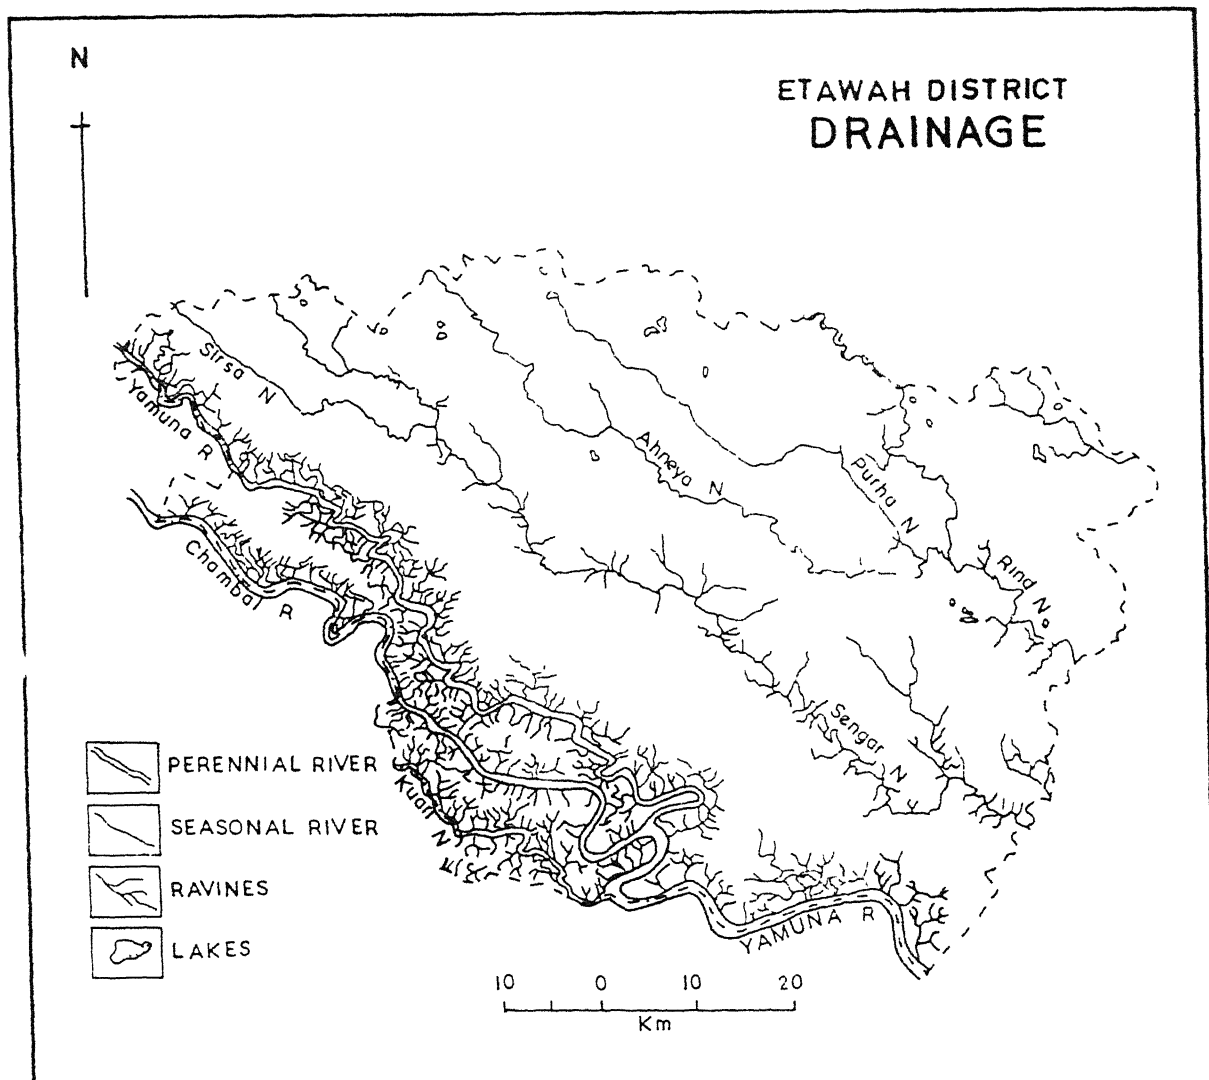 N
ETAWAH DISTRICT
DRAINAGE
Sirsa N
Yamuna R
Ahneya N
Purha N
Rind N
Chambal R
Sengar N
Kuari N
YAMUNA R
PERENNIAL RIVER
SEASONAL RIVER
RAVINES
LAKES
10 0 10 20
Km